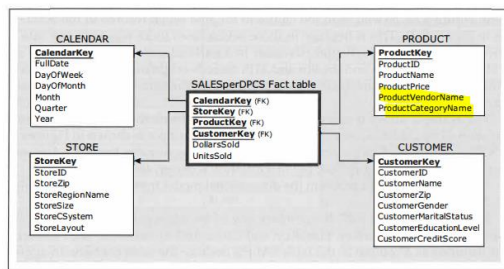 CALENDAR
CalendarKey
FullDate
DayOfWeek
DayOfMonth
Month
Quarter
Year
PRODUCT
ProductKey
ProductID
ProductName
ProductPrice
ProductVendorName
ProductCategoryName
SALESperDPCS Fact table
CalendarKey (FK)
StoreKey (FK)
ProductKey (FK)
CustomerKey (FK)
DollarsSold
UnitsSold
STORE
StoreKey
StoreID
StoreZip
StoreRegionName
StoreSize
StoreCSystem
StoreLayout
CUSTOMER
CustomerKey
CustomerID
CustomerName
CustomerZip
CustomerGender
CustomerMaritalStatus
CustomerEducationLevel
CustomerCreditScore